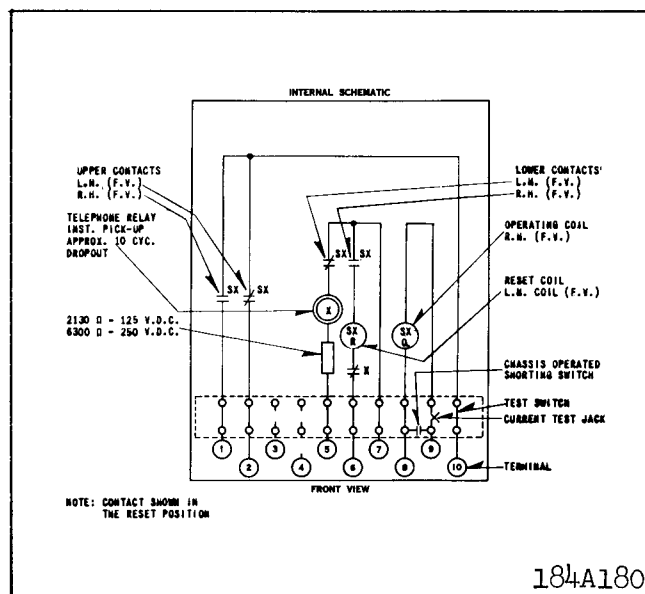 INTERNAL SCHEMATIC
UPPER CONTACTS
L.H. (F.V.)
R.H. (F.V.)
TELEPHONE RELAY
INST. PICK-UP
APPROX. 10 CYC.
DROPOUT
2130 Ω - 125 V.D.C.
6300 Ω - 250 V.D.C.
LOWER CONTACTS
L.H. (F.V.)
R.H. (F.V.)
OPERATING COIL
R.H. (F.V.)
RESET COIL
L.H. COIL (F.V.)
CHASSIS OPERATED
SHORTING SWITCH
TEST SWITCH
CURRENT TEST JACK
TERMINAL
SX
SX
SX
SX
X
SX
R
SX
O
X
1
2
3
4
5
6
7
8
9
10
FRONT VIEW
NOTE: CONTACT SHOWN IN
THE RESET POSITION
184A180